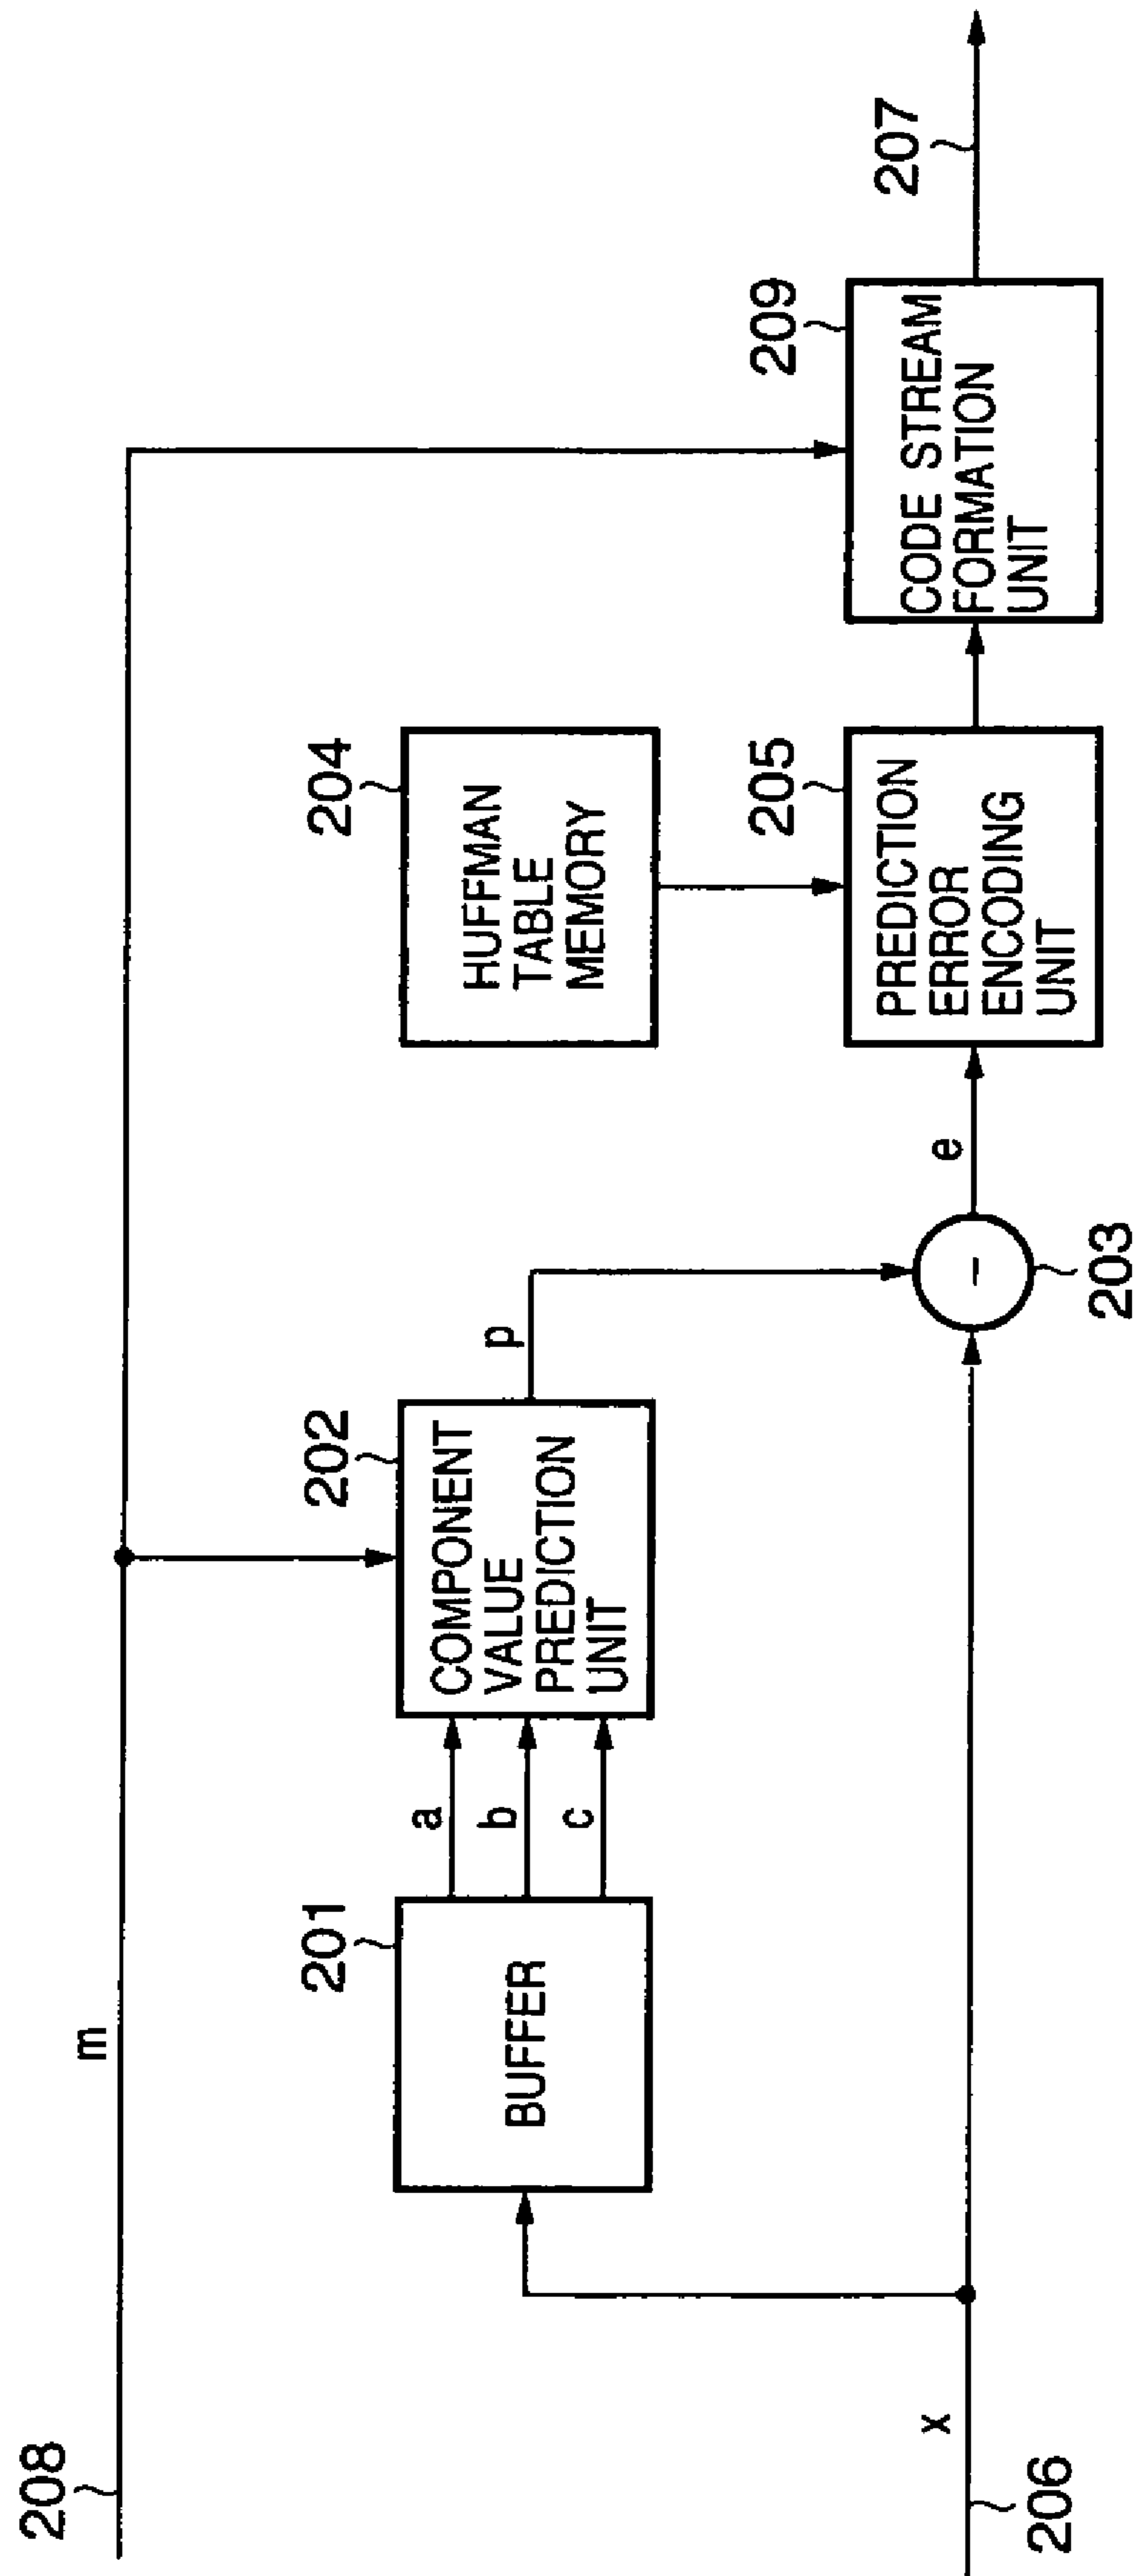 208
m
201
BUFFER
a
b
c
202
COMPONENT
VALUE
PREDICTION
UNIT
p
204
HUFFMAN
TABLE
MEMORY
206
x
203
-
e
205
PREDICTION
ERROR
ENCODING
UNIT
209
CODE STREAM
FORMATION
UNIT
207